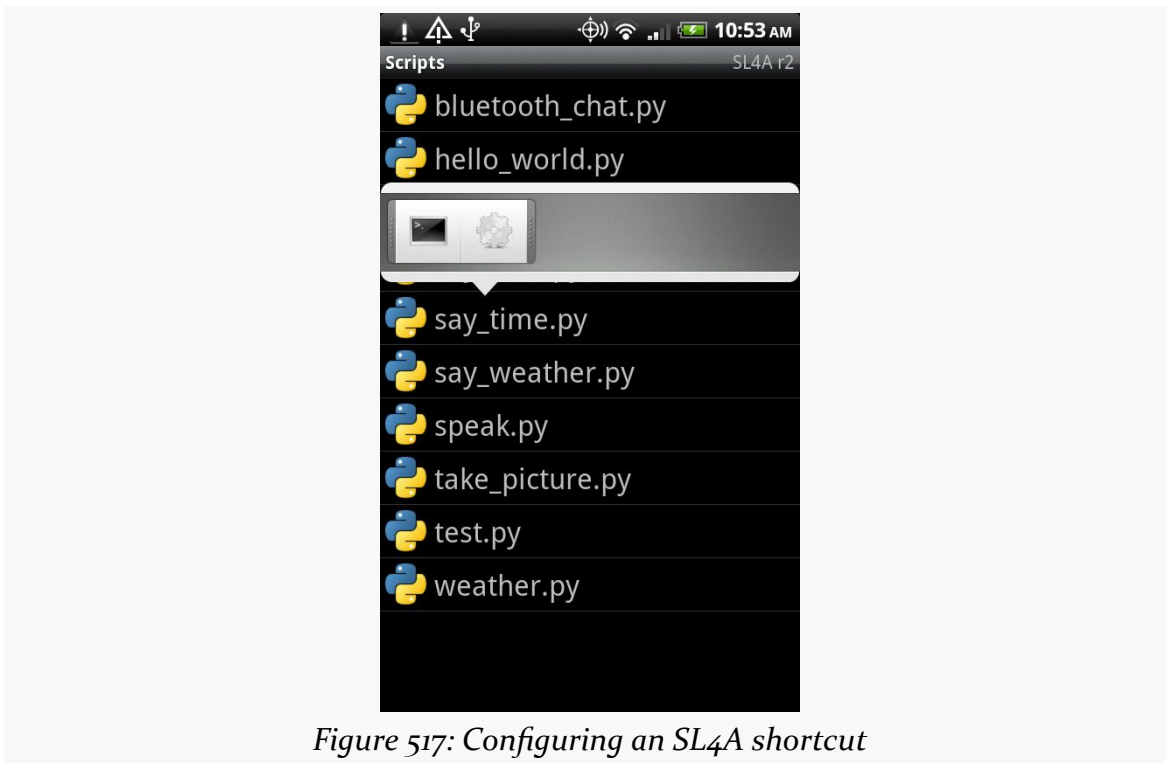 10:53 AM
Scripts SL4A r2
bluetooth_chat.py
hello_world.py
say_time.py
say_weather.py
speak.py
take_picture.py
test.py
weather.py
Figure 517: Configuring an SL4A shortcut